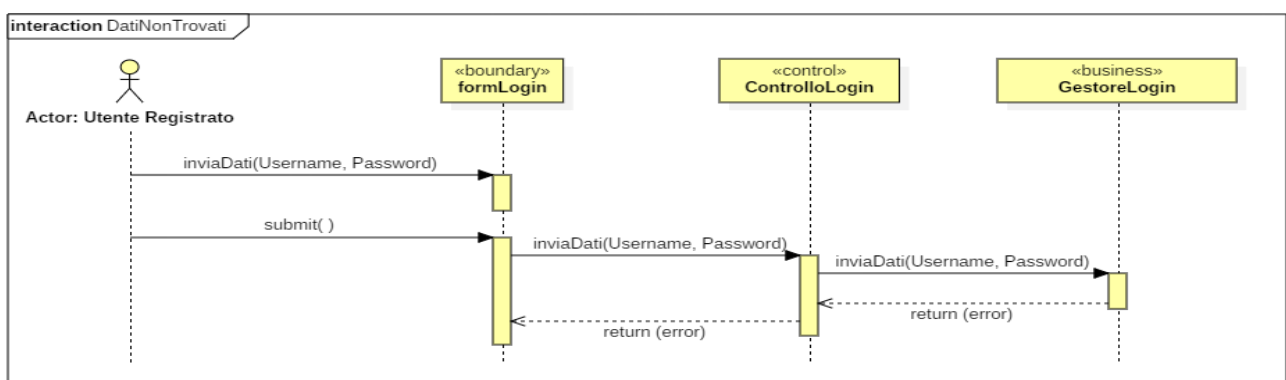 interaction DatiNonTrovati
«boundary»
formLogin
«control»
ControlloLogin
«business»
GestoreLogin
Actor: Utente Registrato
inviaDati(Username, Password)
submit( )
inviaDati(Username, Password)
inviaDati(Username, Password)
return (error)
return (error)